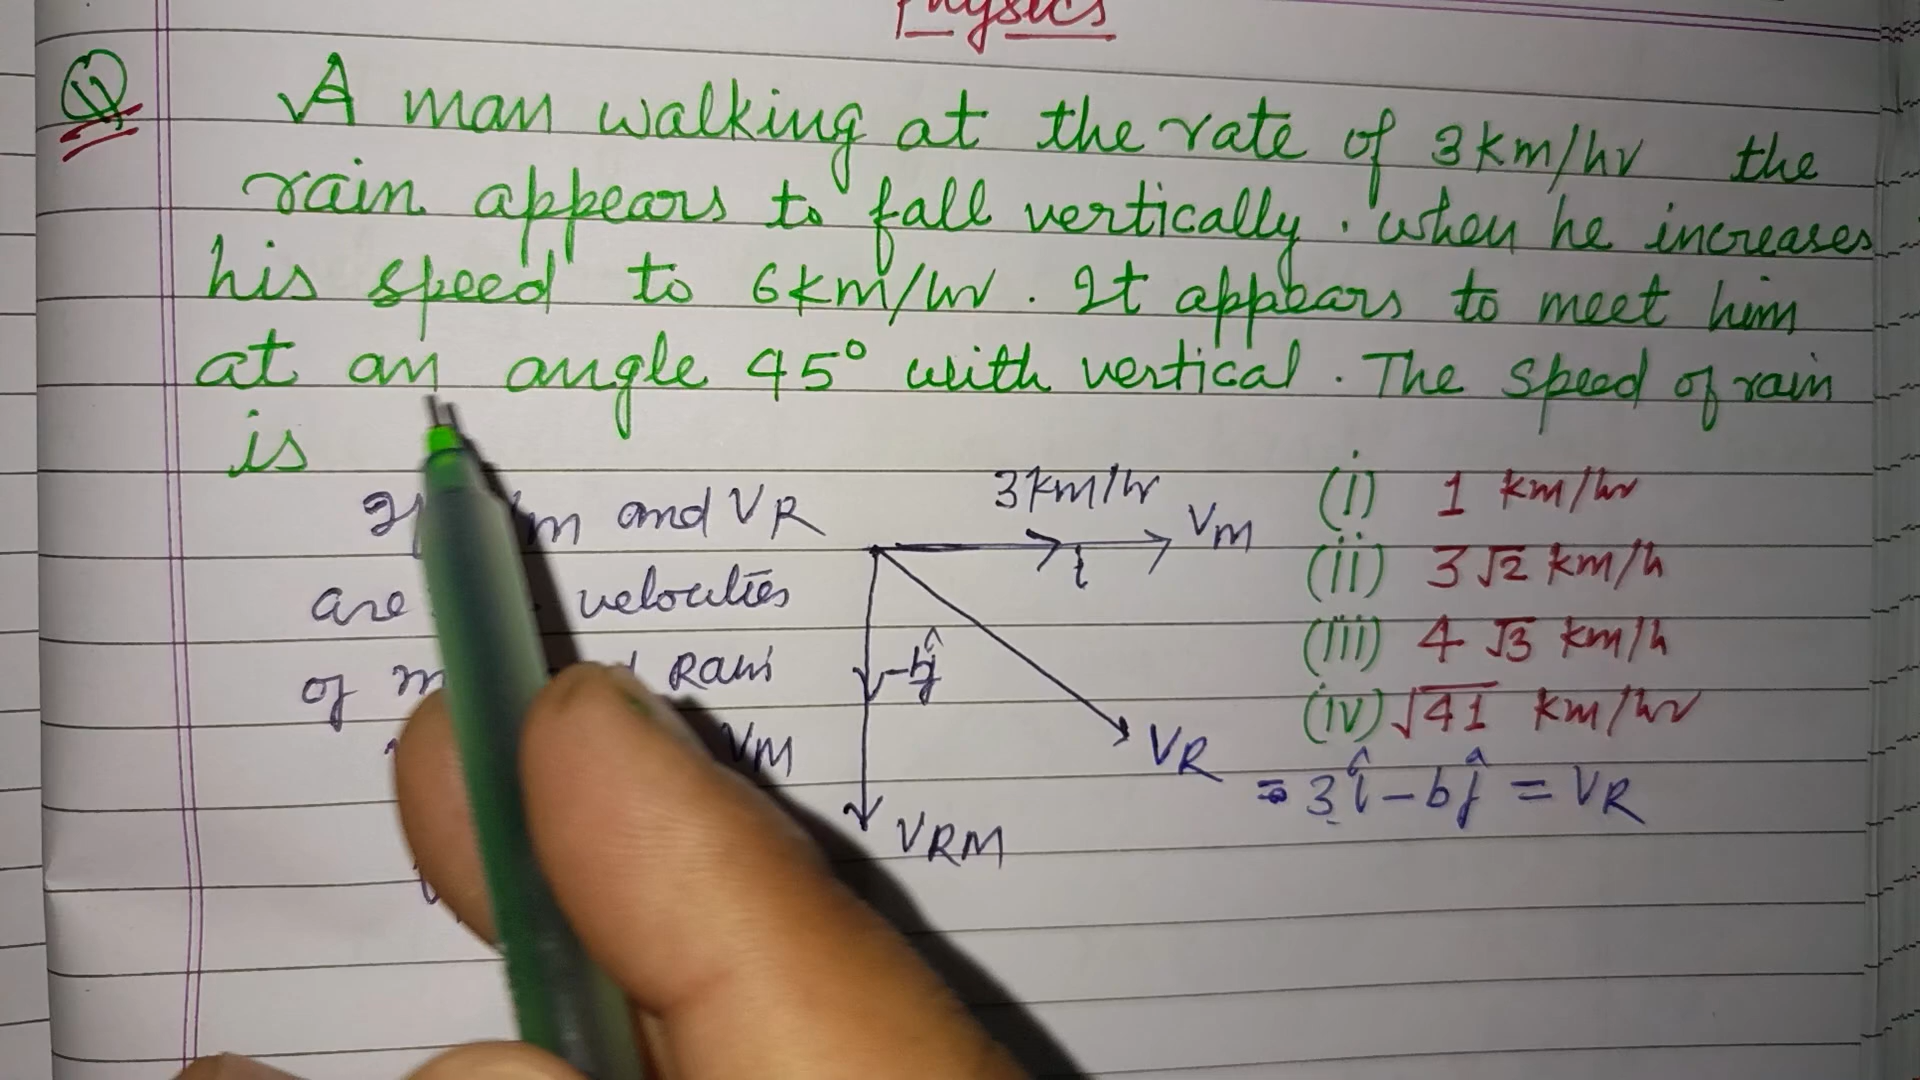 Physics
Q A man walking at the rate of 3km/hr the
rain appears to fall vertically. when he increases
his speed to 6km/hr. It appears to meet him
at an angle 45° with vertical. The speed of rain
is
and VR
are velocities
of Rain
VM
3km/hr
VM
î
-bĵ
VR
VRM
(i) 1 km/hr
(ii) 3√2 km/h
(iii) 4√3 km/h
(iv) √41 km/hr
= 3î - bĵ = VR